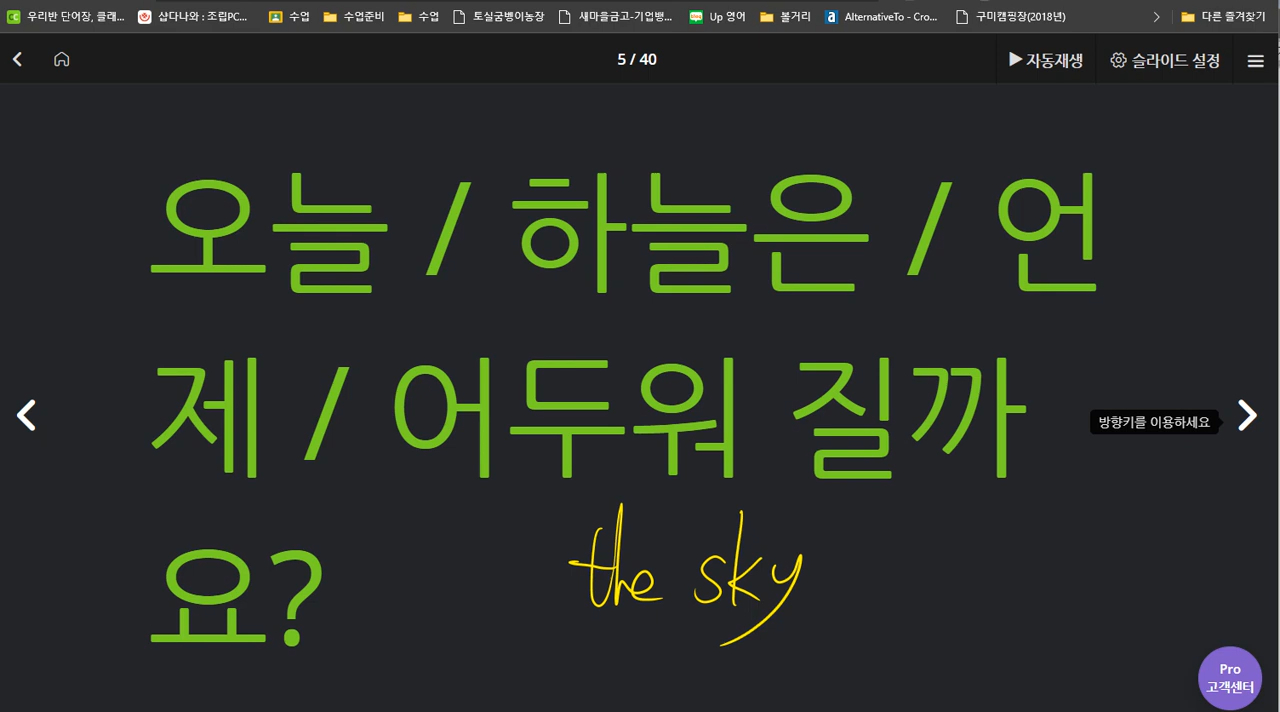 우리반 단어장, 클래... 샵다나와 : 조립PC... 수업 수업준비 수업 토실굼벵이농장 새마을금고-기업뱅... Up 영어 볼거리 AlternativeTo - Cro... 구미캠핑장(2018년) 다른 즐겨찾기
5 / 40 자동재생 슬라이드 설정
오늘 / 하늘은 / 언
제 / 어두워 질까
방향키를 이용하세요
요?
the sky
Pro
고객센터